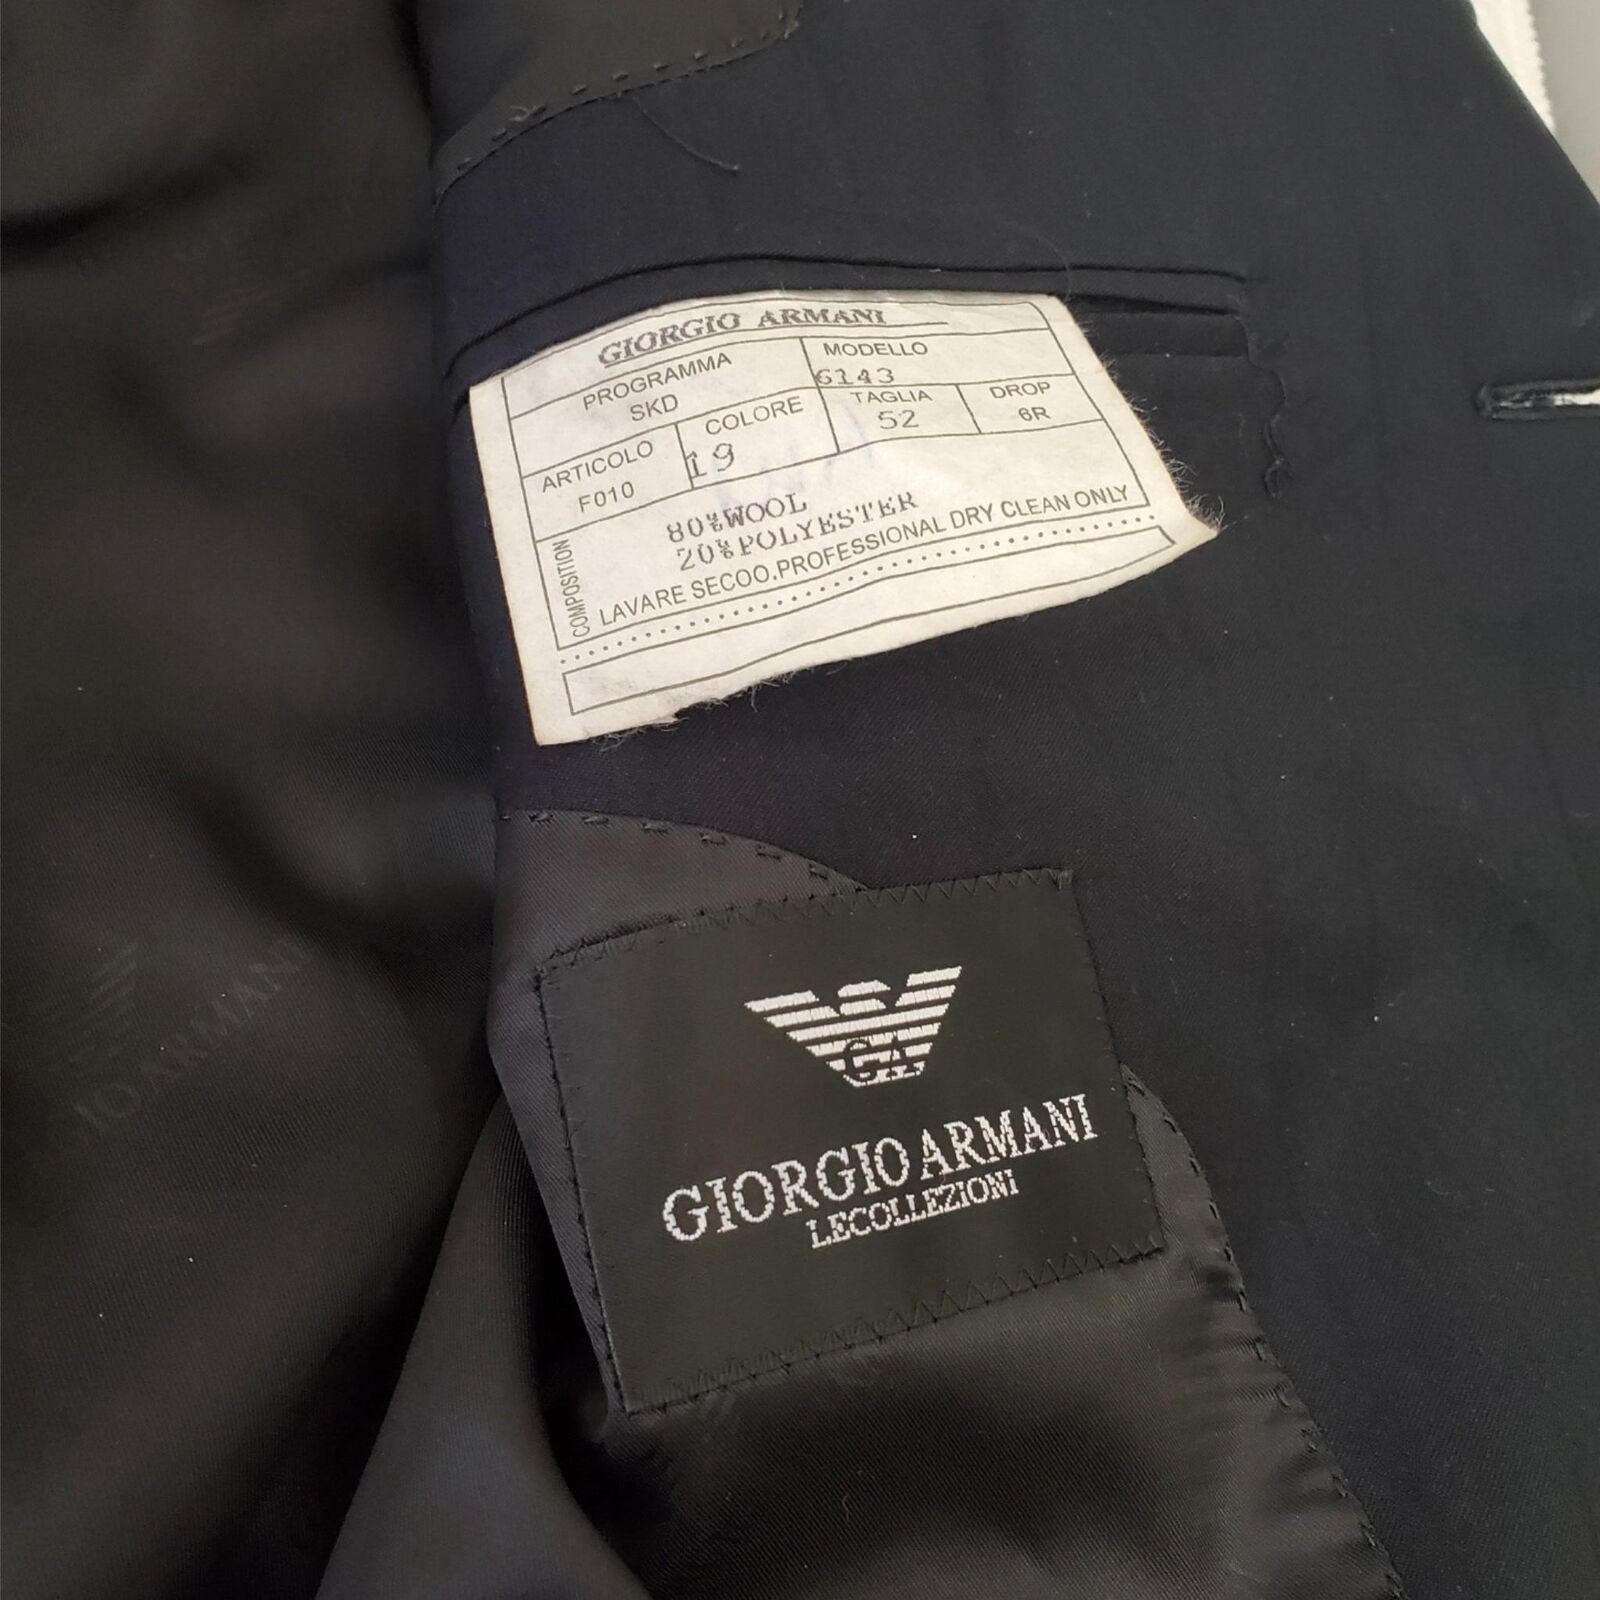 GIORGIO ARMANI
PROGRAMMA
SKD
MODELLO
6143
ARTICOLO
F010
COLORE
19
TAGLIA
52
DROP
6R
COMPOSITION
80%WOOL
20%POLYESTER
LAVARE SECOO.PROFESSIONAL DRY CLEAN ONLY
GA
GIORGIO ARMANI
LECOLLEZIONI
IO ARMANI